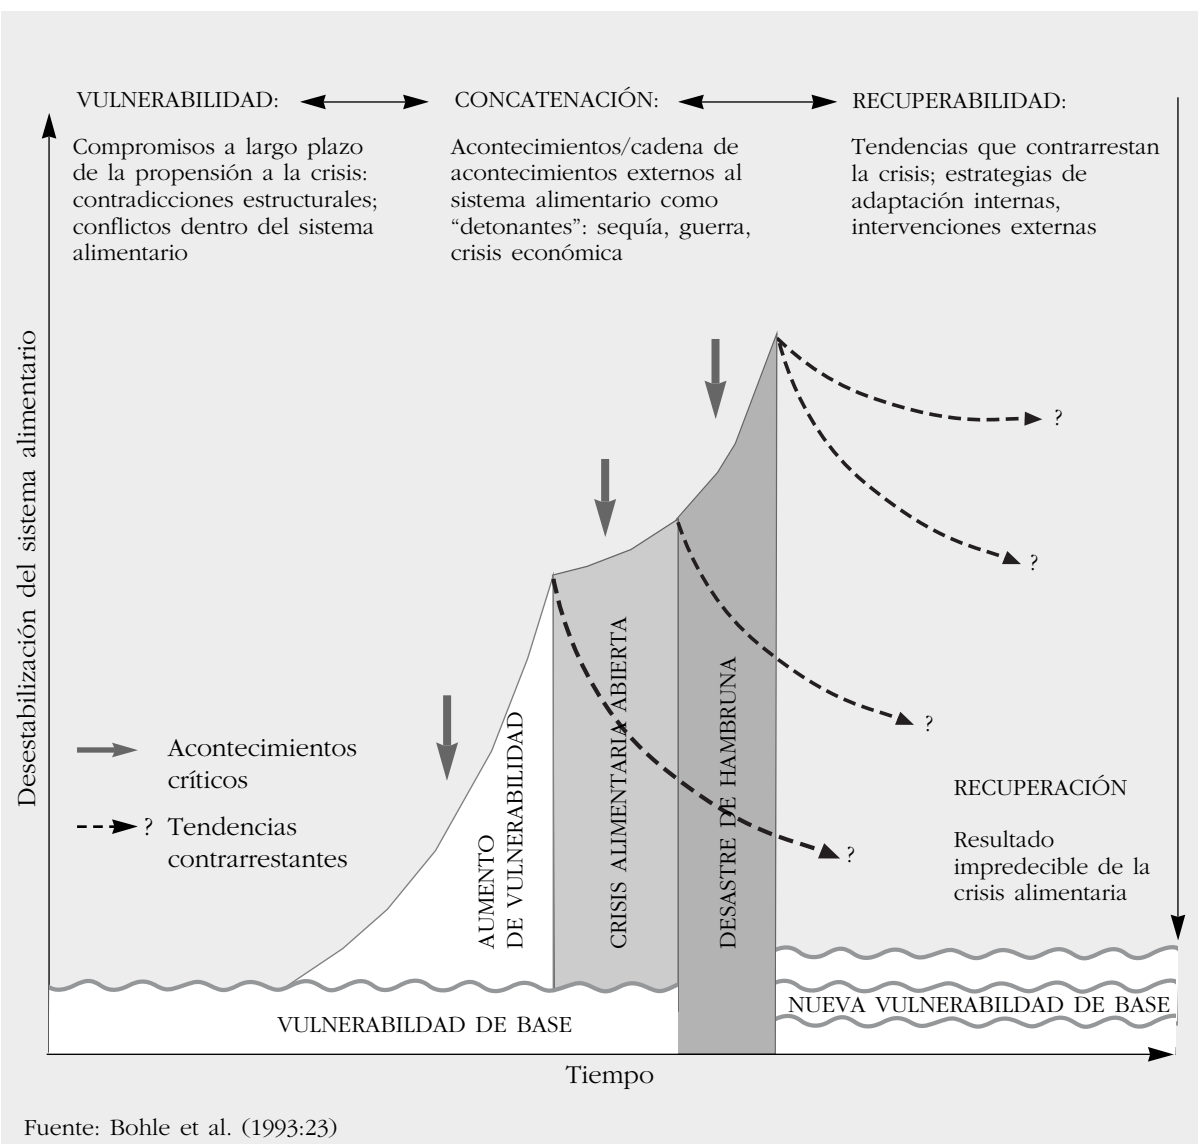 VULNERABILIDAD:
Compromisos a largo plazo
de la propensión a la crisis:
contradicciones estructurales;
conflictos dentro del sistema
alimentario
CONCATENACIÓN:
Acontecimientos/cadena de
acontecimientos externos al
sistema alimentario como
“detonantes”: sequía, guerra,
crisis económica
RECUPERABILIDAD:
Tendencias que contrarrestan
la crisis; estrategias de
adaptación internas,
intervenciones externas
Desestabilización del sistema alimentario
?
?
?
?
Acontecimientos
críticos
? Tendencias
contrarrestantes
AUMENTO
DE VULNERABILIDAD
CRISIS ALIMENTARIA ABIERTA
DESASTRE DE HAMBRUNA
RECUPERACIÓN
Resultado
impredecible de la
crisis alimentaria
VULNERABILDAD DE BASE
NUEVA VULNERABILDAD DE BASE
Tiempo
Fuente: Bohle et al. (1993:23)